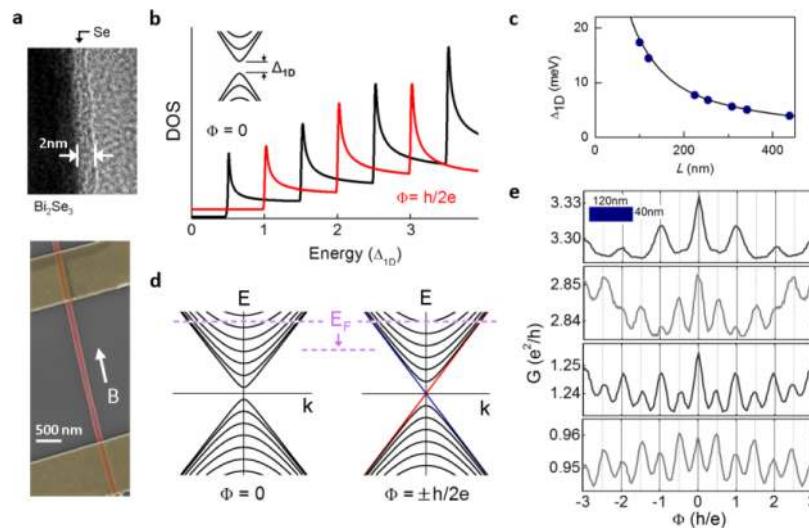 a
Se
2nm
Bi₂Se₃
B
500 nm
b
DOS
Δ₁D
Φ = 0
Φ = h/2e
0
1
2
3
Energy (Δ₁D)
c
Δ₁D (meV)
20
10
0
0
200
400
L (nm)
d
E
E
E_F
k
k
Φ = 0
Φ = ±h/2e
e
120nm
40nm
3.33
3.30
2.85
2.84
1.25
1.24
0.96
0.95
G (e²/h)
-3 -2 -1 0 1 2 3
Φ (h/e)